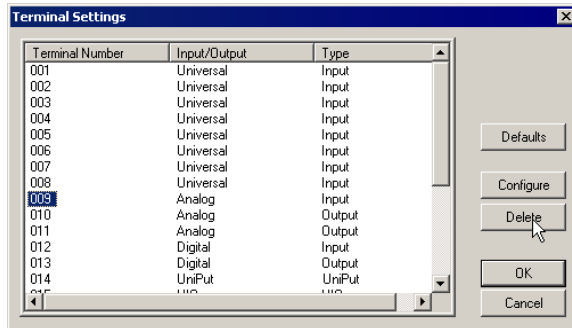 Terminal Settings
Terminal Number Input/Output Type
001 Universal Input
002 Universal Input
003 Universal Input
004 Universal Input
005 Universal Input
006 Universal Input
007 Universal Input
008 Universal Input
009 Analog Input
010 Analog Output
011 Analog Output
012 Digital Input
013 Digital Output
014 UniPut UniPut
Defaults
Configure
Delete
OK
Cancel